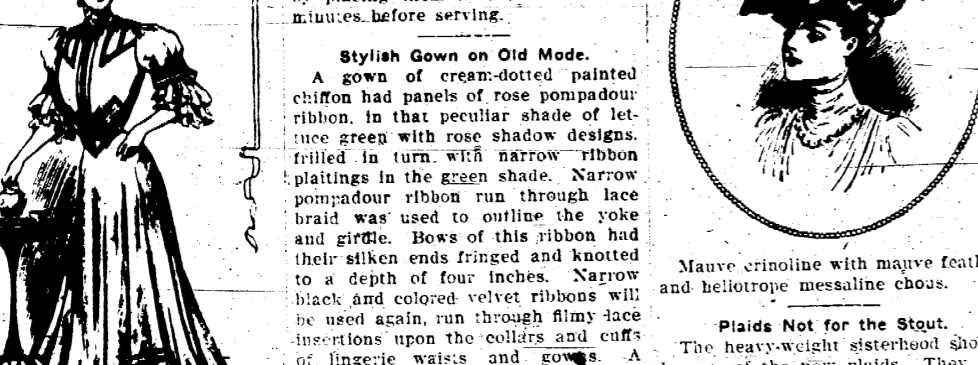 minutes before serving.
Stylish Gown on Old Mode.
A gown of cream-dotted painted
chiffon had panels of rose pompadour
ribbon, in that peculiar shade of let-
tuce green with rose shadow designs,
frilled in turn with narrow ribbon
plaitings in the green shade. Narrow
pompadour ribbon run through lace
braid was used to outline the yoke
and girdle. Bows of this ribbon had
their silken ends fringed and knotted
to a depth of four inches. Narrow
black and colored velvet ribbons will
be used again, run through filmy lace
insertions upon the collars and cuffs
of lingerie waists and gowns. A
Mauve crinoline with mauve feat
and heliotrope messaline chous.
Plaids Not for the Stout.
The heavy-weight sisterhood sho
the new plaids. They